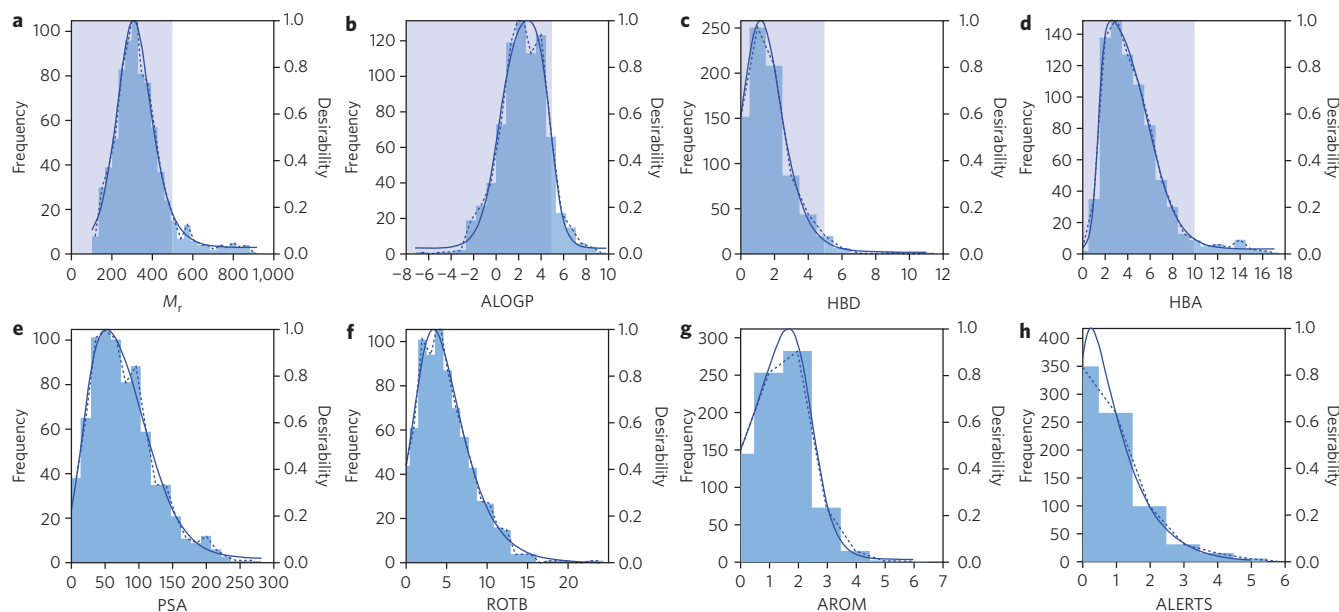 a
100
80
60
40
20
0
Frequency
1.0
0.8
0.6
0.4
0.2
0.0
Desirability
0 200 400 600 800 1,000
Mr
b
120
100
80
60
40
20
0
Frequency
1.0
0.8
0.6
0.4
0.2
0.0
Desirability
−8 −6 −4 −2 0 2 4 6 8 10
ALOGP
c
250
200
150
100
50
0
Frequency
1.0
0.8
0.6
0.4
0.2
0.0
Desirability
0 2 4 6 8 10 12
HBD
d
140
120
100
80
60
40
20
0
Frequency
1.0
0.8
0.6
0.4
0.2
0.0
Desirability
0 2 4 6 8 10 12 14 16 18
HBA
e
100
80
60
40
20
0
Frequency
1.0
0.8
0.6
0.4
0.2
0.0
Desirability
0 50 100 150 200 250 300
PSA
f
100
80
60
40
20
0
Frequency
1.0
0.8
0.6
0.4
0.2
0.0
Desirability
0 5 10 15 20
ROTB
g
300
250
200
150
100
50
0
Frequency
1.0
0.8
0.6
0.4
0.2
0.0
Desirability
0 1 2 3 4 5 6 7
AROM
h
400
350
300
250
200
150
100
50
0
Frequency
1.0
0.8
0.6
0.4
0.2
0.0
Desirability
0 1 2 3 4 5 6
ALERTS